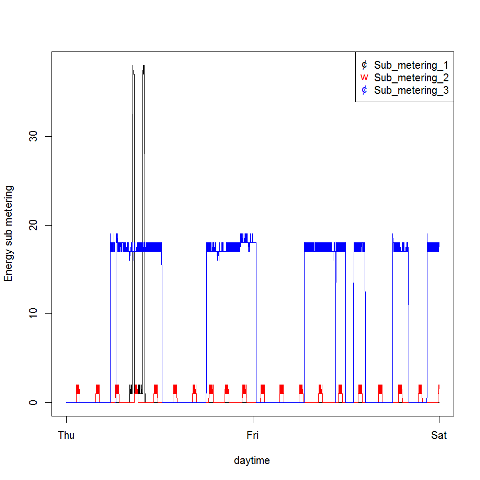 ¢ Sub_metering_1
w Sub_metering_2
¢ Sub_metering_3
Energy sub metering
30
20
10
0
Thu Fri Sat
daytime